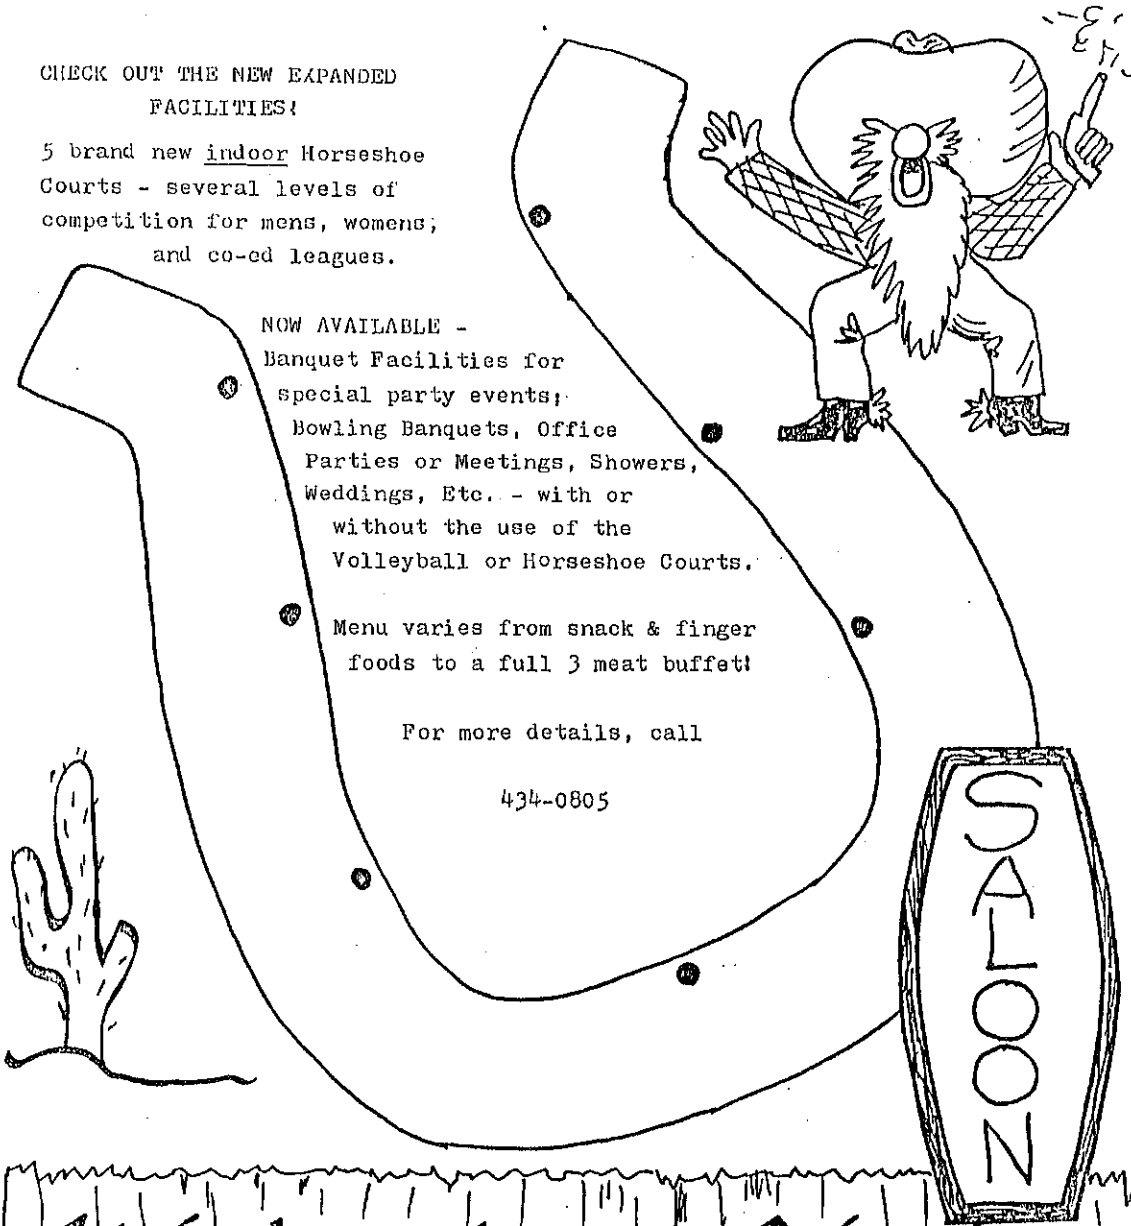 CHECK OUT THE NEW EXPANDED
FACILITIES!
5 brand new indoor Horseshoe
Courts - several levels of
competition for mens, womens,
and co-ed leagues.
NOW AVAILABLE -
Banquet Facilities for
special party events;
Bowling Banquets, Office
Parties or Meetings, Showers,
Weddings, Etc. - with or
without the use of the
Volleyball or Horseshoe Courts.
Menu varies from snack & finger
foods to a full 3 meat buffet!
For more details, call
434-0805
SALOON